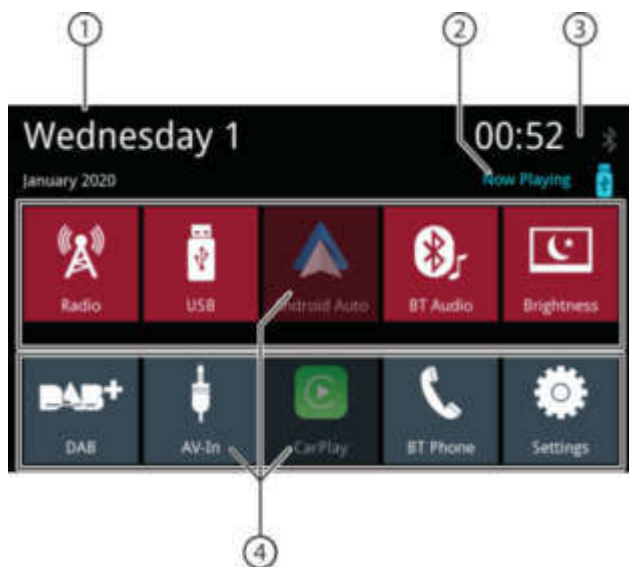 1
2
3
Wednesday 1
00:52
January 2020
Now Playing
Radio
USB
Android Auto
BT Audio
Brightness
DAB+
DAB
AV-In
CarPlay
BT Phone
Settings
4